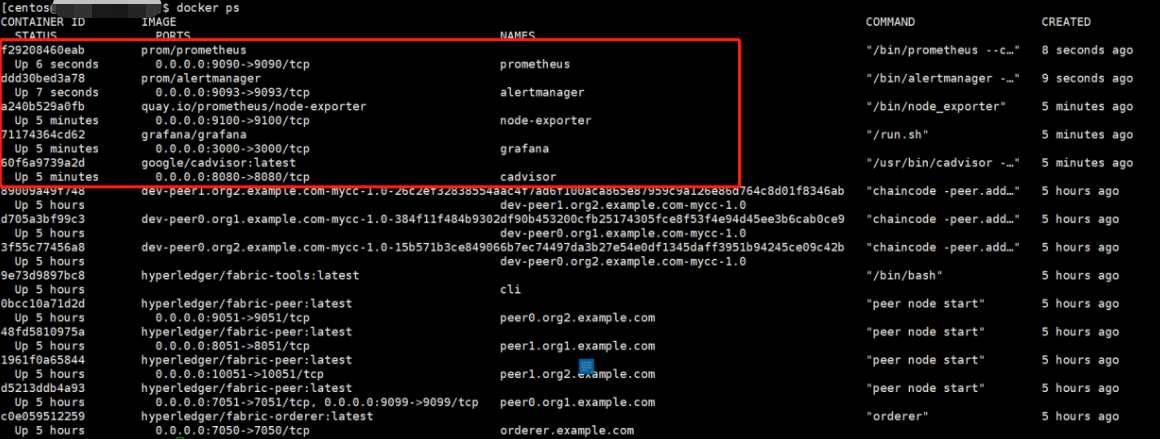 [centos $ docker ps
CONTAINER ID IMAGE COMMAND CREATED
STATUS PORTS NAMES
f29208460eab prom/prometheus "/bin/prometheus --c…" 8 seconds ago
Up 6 seconds 0.0.0.0:9090->9090/tcp prometheus
ddd30bed3a78 prom/alertmanager "/bin/alertmanager -…" 9 seconds ago
Up 7 seconds 0.0.0.0:9093->9093/tcp alertmanager
a240b529a0fb quay.io/prometheus/node-exporter "/bin/node_exporter" 5 minutes ago
Up 5 minutes 0.0.0.0:9100->9100/tcp node-exporter
71174364cd62 grafana/grafana "/run.sh" 5 minutes ago
Up 5 minutes 0.0.0.0:3000->3000/tcp grafana
60f6a9739a2d google/cadvisor:latest "/usr/bin/cadvisor -…" 5 minutes ago
Up 5 minutes 0.0.0.0:8080->8080/tcp cadvisor
89009a49f748 dev-peer1.org2.example.com-mycc-1.0-26c2ef32838554aac4f7ad6f100aca865e87959c9a126e86d764c8d01f8346ab "chaincode -peer.add…" 5 hours ago
Up 5 hours dev-peer1.org2.example.com-mycc-1.0
d705a3bf99c3 dev-peer0.org1.example.com-mycc-1.0-384f11f484b9302df90b453200cfb25174305fce8f53f4e94d45ee3b6cab0ce9 "chaincode -peer.add…" 5 hours ago
Up 5 hours dev-peer0.org1.example.com-mycc-1.0
3f55c77456a8 dev-peer0.org2.example.com-mycc-1.0-15b571b3ce849066b7ec74497da3b27e54e0df1345daff3951b94245ce09c42b "chaincode -peer.add…" 5 hours ago
Up 5 hours dev-peer0.org2.example.com-mycc-1.0
9e73d9897bc8 hyperledger/fabric-tools:latest "/bin/bash" 5 hours ago
Up 5 hours cli
0bcc10a71d2d hyperledger/fabric-peer:latest "peer node start" 5 hours ago
Up 5 hours 0.0.0.0:9051->9051/tcp peer0.org2.example.com
48fd5810975a hyperledger/fabric-peer:latest "peer node start" 5 hours ago
Up 5 hours 0.0.0.0:8051->8051/tcp peer1.org1.example.com
1961f0a65844 hyperledger/fabric-peer:latest "peer node start" 5 hours ago
Up 5 hours 0.0.0.0:10051->10051/tcp peer1.org2.example.com
d5213ddb4a93 hyperledger/fabric-peer:latest "peer node start" 5 hours ago
Up 5 hours 0.0.0.0:7051->7051/tcp, 0.0.0.0:9099->9099/tcp peer0.org1.example.com
c0e059512259 hyperledger/fabric-orderer:latest "orderer" 5 hours ago
Up 5 hours 0.0.0.0:7050->7050/tcp orderer.example.com